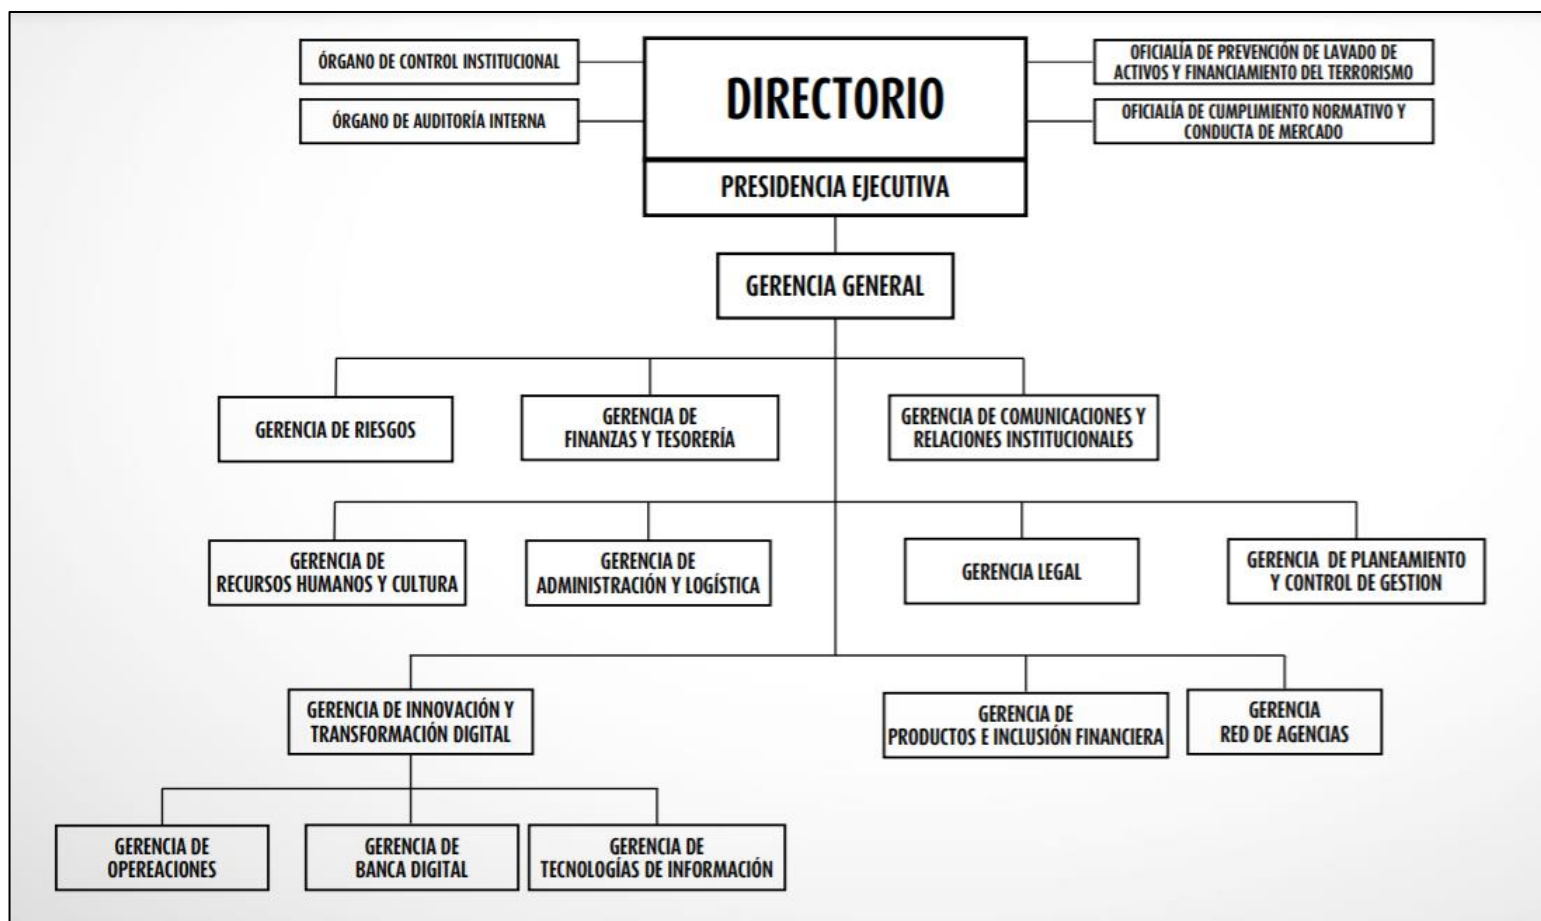 ÓRGANO DE CONTROL INSTITUCIONAL
ÓRGANO DE AUDITORÍA INTERNA
DIRECTORIO
PRESIDENCIA EJECUTIVA
OFICIALÍA DE PREVENCIÓN DE LAVADO DE
ACTIVOS Y FINANCIAMIENTO DEL TERRORISMO
OFICIALÍA DE CUMPLIMIENTO NORMATIVO Y
CONDUCTA DE MERCADO
GERENCIA GENERAL
GERENCIA DE RIESGOS
GERENCIA DE
FINANZAS Y TESORERÍA
GERENCIA DE COMUNICACIONES Y
RELACIONES INSTITUCIONALES
GERENCIA DE
RECURSOS HUMANOS Y CULTURA
GERENCIA DE
ADMINISTRACIÓN Y LOGÍSTICA
GERENCIA LEGAL
GERENCIA DE PLANEAMIENTO
Y CONTROL DE GESTION
GERENCIA DE INNOVACIÓN Y
TRANSFORMACIÓN DIGITAL
GERENCIA DE
PRODUCTOS E INCLUSIÓN FINANCIERA
GERENCIA
RED DE AGENCIAS
GERENCIA DE
OPEREACIONES
GERENCIA DE
BANCA DIGITAL
GERENCIA DE
TECNOLOGÍAS DE INFORMACIÓN